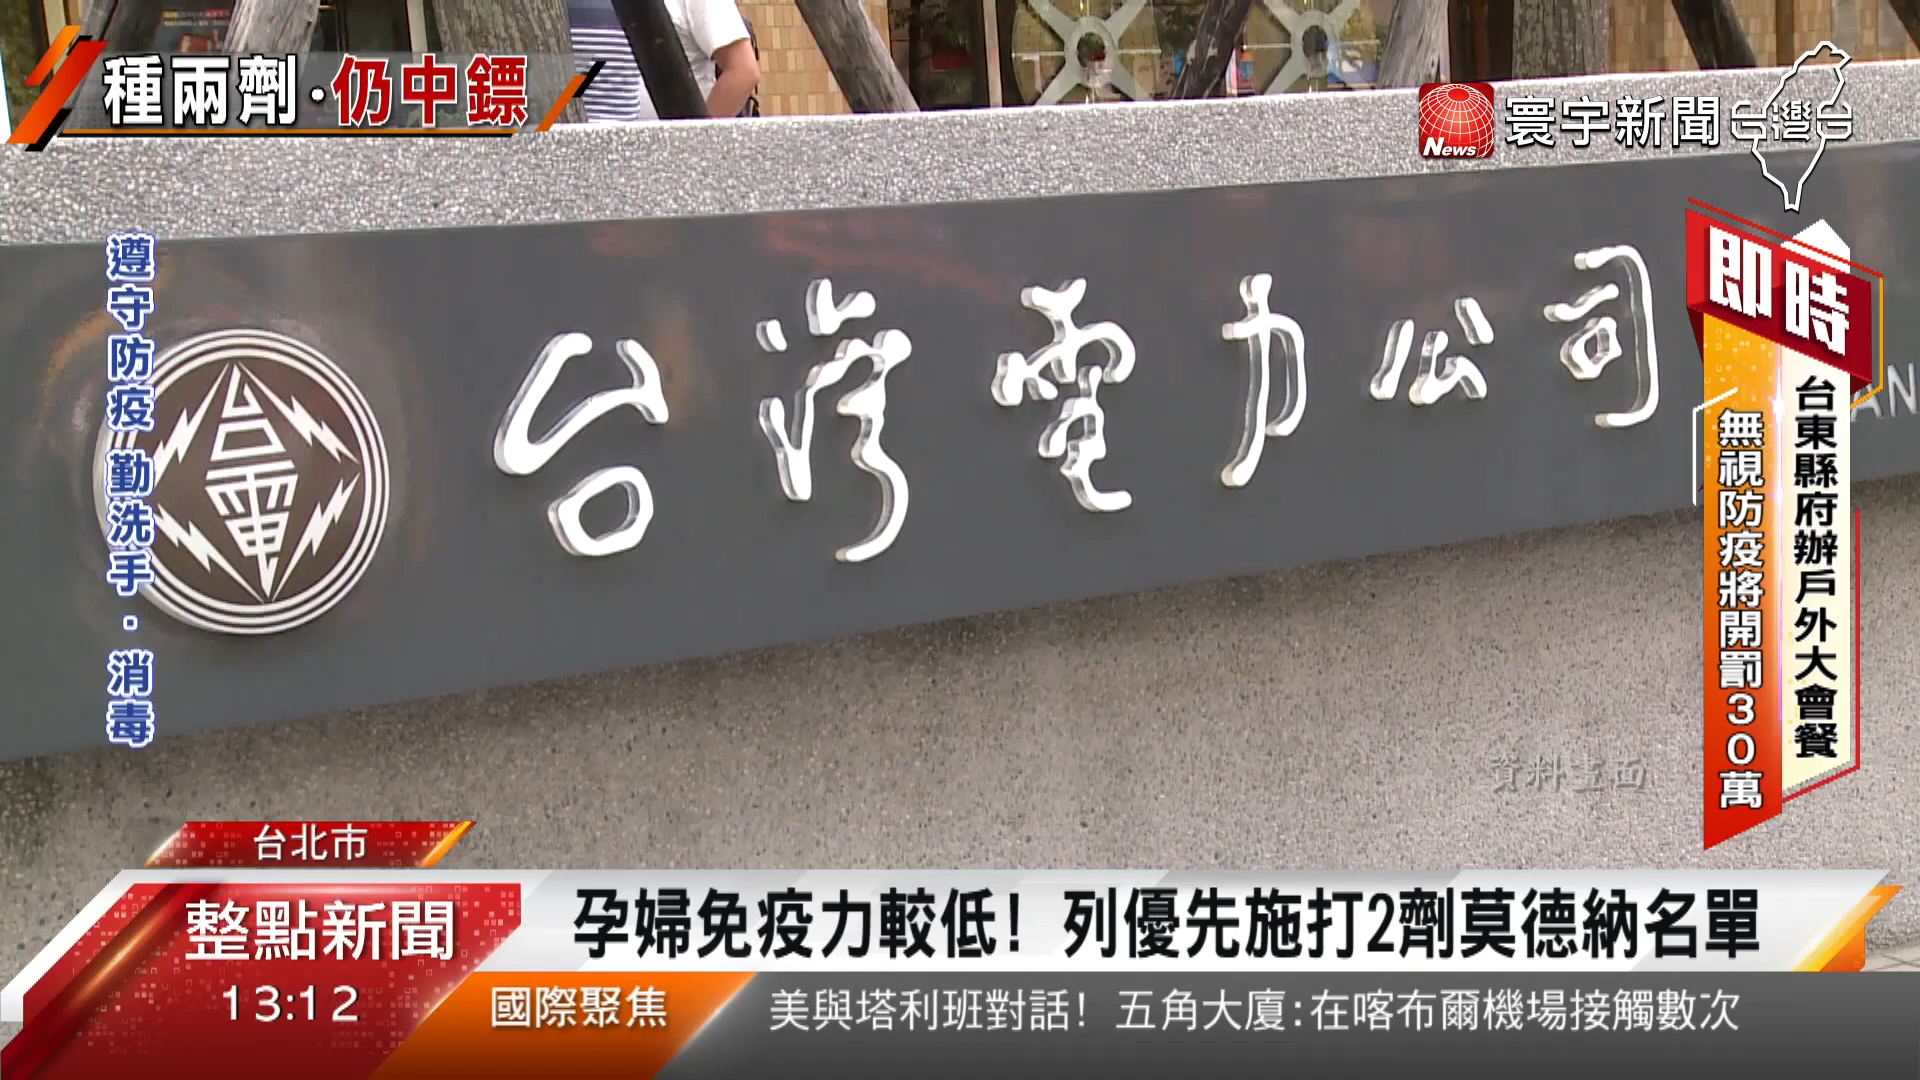 種兩劑·仍中鏢
News
寰宇新聞
台灣台
即時
台東縣府辦戶外大會餐
無視防疫將開罰30萬
遵守防疫 勤洗手·消毒
台電
台灣電力公司
資料畫面
台北市
整點新聞
13:12
孕婦免疫力較低! 列優先施打2劑莫德納名單
國際聚焦
美與塔利班對話! 五角大廈:在喀布爾機場接觸數次